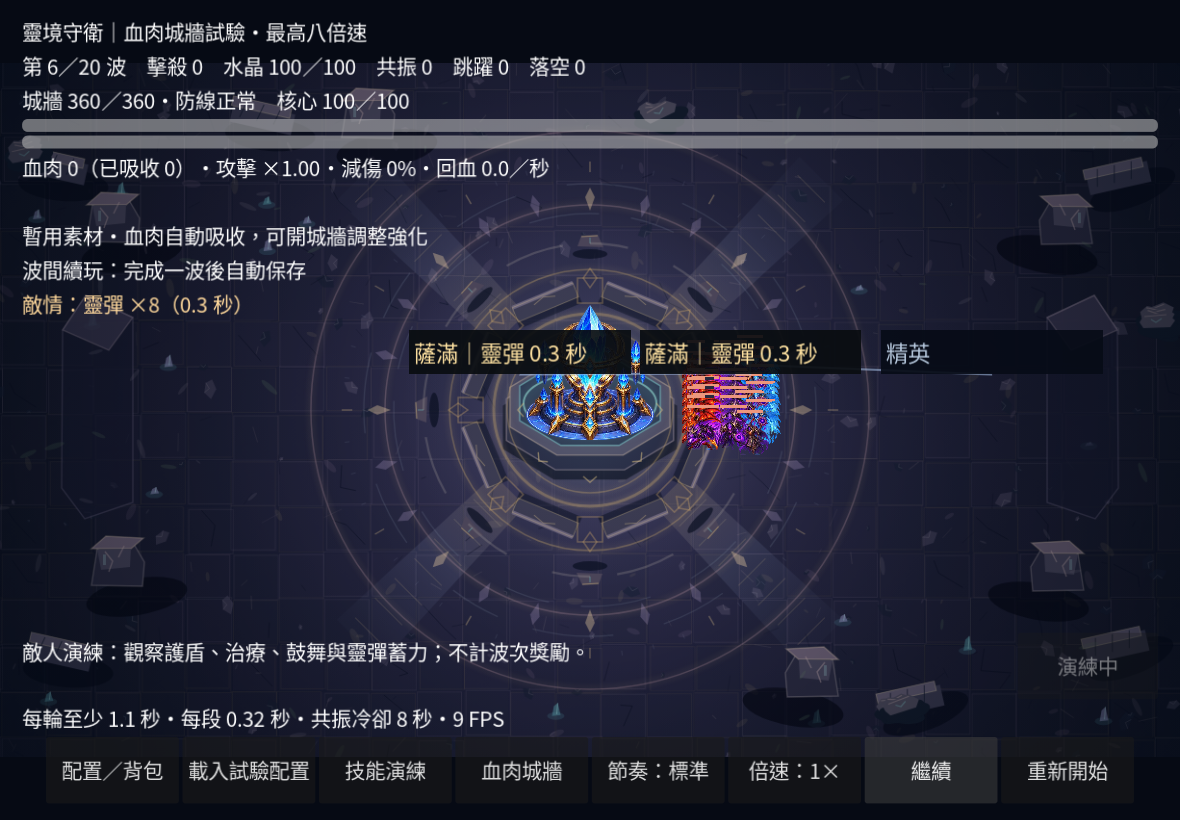 靈境守衛｜血肉城牆試驗・最高八倍速
第 6／20 波　擊殺 0　水晶 100／100　共振 0　跳躍 0　落空 0
城牆 360／360・防線正常　核心 100／100
血肉 0（已吸收 0）・攻擊 ×1.00・減傷 0%・回血 0.0／秒
暫用素材・血肉自動吸收，可開城牆調整強化
波間續玩：完成一波後自動保存
敵情：靈彈 ×8（0.3 秒）
薩滿｜靈彈 0.3 秒
薩滿｜靈彈 0.3 秒
精英
敵人演練：觀察護盾、治療、鼓舞與靈彈蓄力；不計波次獎勵。
演練中
每輪至少 1.1 秒・每段 0.32 秒・共振冷卻 8 秒・9 FPS
配置／背包
載入試驗配置
技能演練
血肉城牆
節奏：標準
倍速：1×
繼續
重新開始